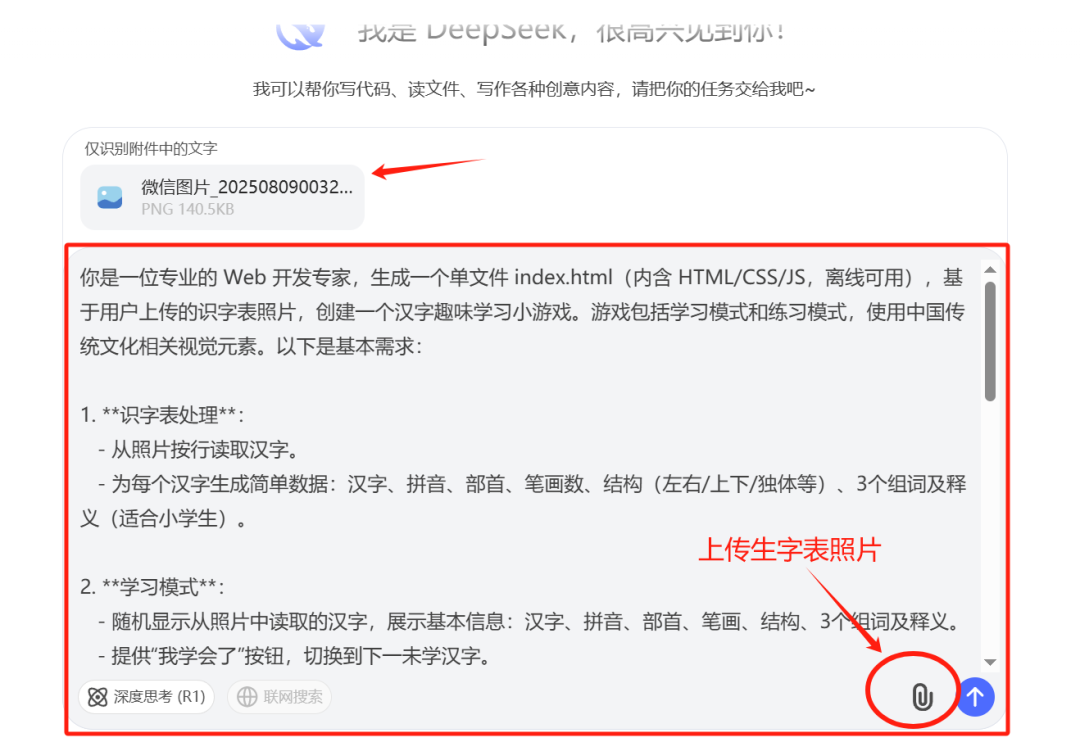 我是 DeepSeek，很高兴见到你！
我可以帮你写代码、读文件、写作各种创意内容，请把你的任务交给我吧~
仅识别附件中的文字
微信图片_202508090032...
PNG 140.5KB
你是一位专业的 Web 开发专家，生成一个单文件 index.html（内含 HTML/CSS/JS，离线可用），基
于用户上传的识字表照片，创建一个汉字趣味学习小游戏。游戏包括学习模式和练习模式，使用中国传
统文化相关视觉元素。以下是基本需求：
1. **识字表处理**：
- 从照片按行读取汉字。
- 为每个汉字生成简单数据：汉字、拼音、部首、笔画数、结构（左右/上下/独体等）、3个组词及释
义（适合小学生）。
上传生字表照片
2. **学习模式**：
- 随机显示从照片中读取的汉字，展示基本信息：汉字、拼音、部首、笔画、结构、3个组词及释义。
- 提供“我学会了”按钮，切换到下一未学汉字。
深度思考 (R1)
联网搜索